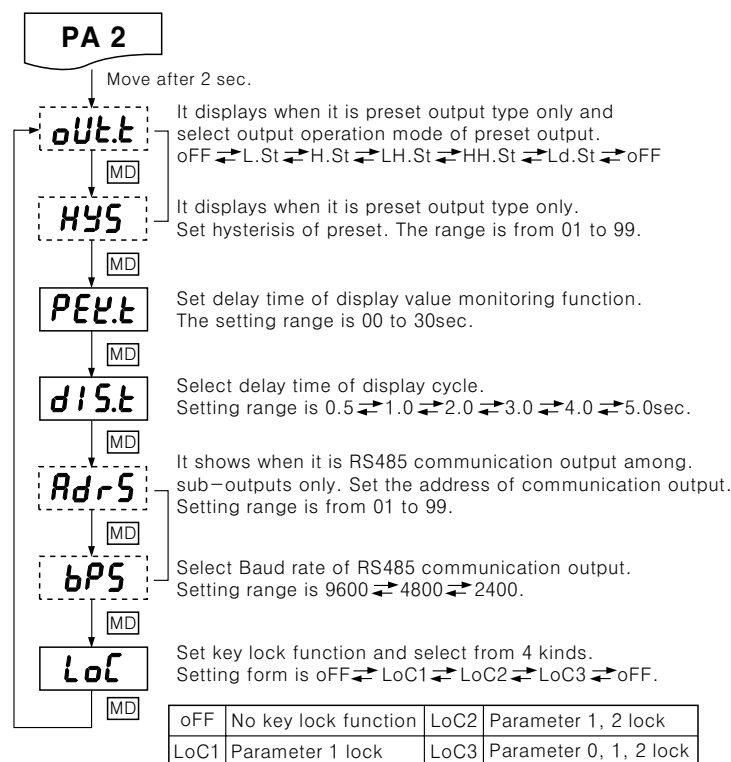 PA 2
Move after 2 sec.
oUt.t
It displays when it is preset output type only and
select output operation mode of preset output.
oFF⇄L.St⇄H.St⇄LH.St⇄HH.St⇄Ld.St⇄oFF
MD
HYS
It displays when it is preset output type only.
Set hysterisis of preset. The range is from 01 to 99.
MD
PEK.t
Set delay time of display value monitoring function.
The setting range is 00 to 30sec.
MD
dIS.t
Select delay time of display cycle.
Setting range is 0.5⇄1.0⇄2.0⇄3.0⇄4.0⇄5.0sec.
MD
AdrS
It shows when it is RS485 communication output among.
sub-outputs only. Set the address of communication output.
Setting range is from 01 to 99.
MD
bPS
Select Baud rate of RS485 communication output.
Setting range is 9600⇄4800⇄2400.
MD
LoC
Set key lock function and select from 4 kinds.
Setting form is oFF⇄LoC1⇄LoC2⇄LoC3⇄oFF.
MD
oFF No key lock function LoC2 Parameter 1, 2 lock
LoC1 Parameter 1 lock LoC3 Parameter 0, 1, 2 lock